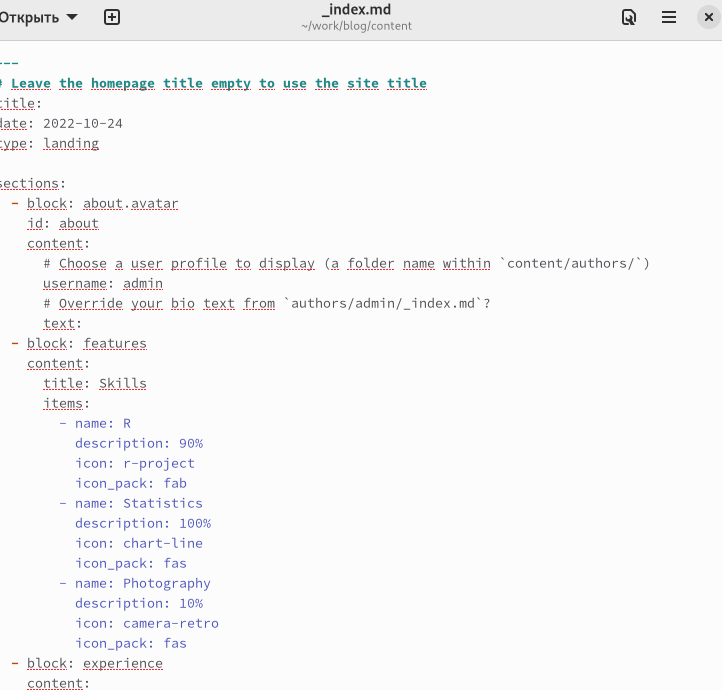 Открыть
_index.md
~/work/blog/content
---
# Leave the homepage title empty to use the site title
title:
date: 2022-10-24
type: landing
sections:
- block: about.avatar
id: about
content:
# Choose a user profile to display (a folder name within `content/authors/`)
username: admin
# Override your bio text from `authors/admin/_index.md`?
text:
- block: features
content:
title: Skills
items:
- name: R
description: 90%
icon: r-project
icon_pack: fab
- name: Statistics
description: 100%
icon: chart-line
icon_pack: fas
- name: Photography
description: 10%
icon: camera-retro
icon_pack: fas
- block: experience
content: